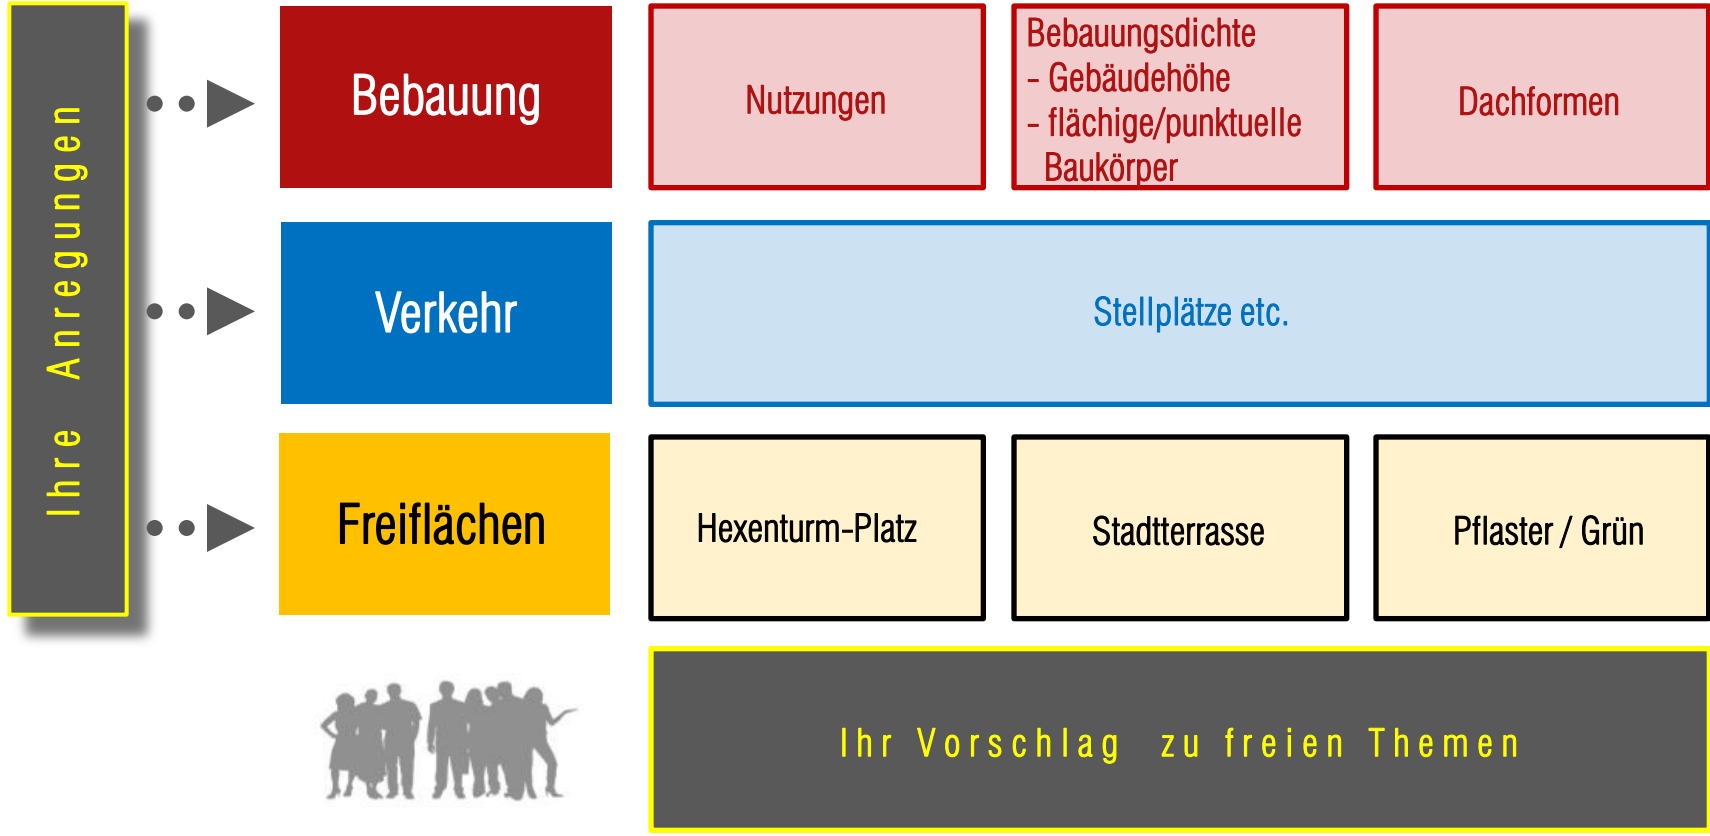 Ihre Anregungen
Bebauung
Nutzungen
Bebauungsdichte
- Gebäudehöhe
- flächige/punktuelle
Baukörper
Dachformen
Verkehr
Stellplätze etc.
Freiflächen
Hexenturm-Platz
Stadtterrasse
Pflaster / Grün
Ihr Vorschlag zu freien Themen